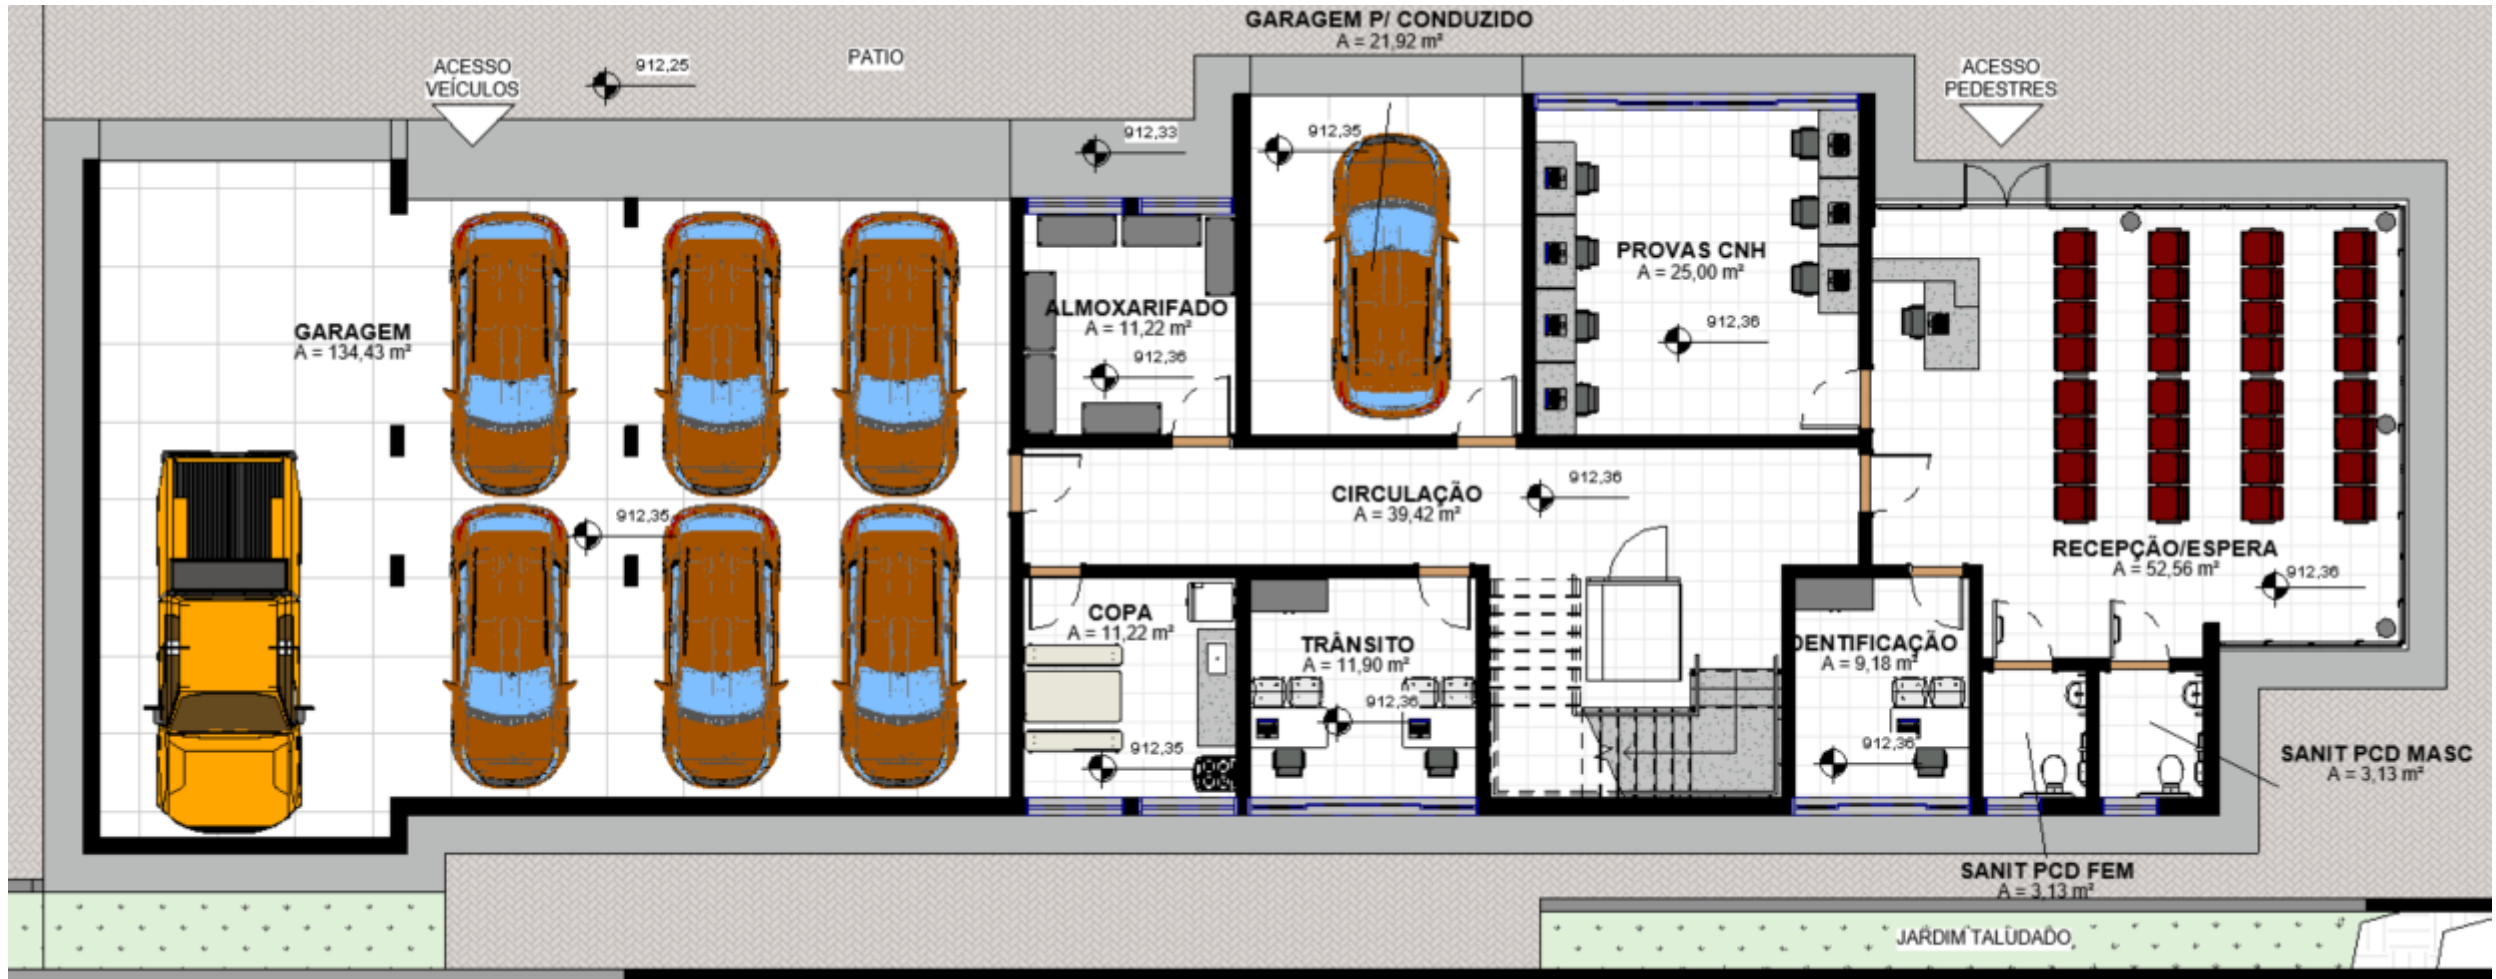 GARAGEM P/ CONDUZIDO
A = 21,92 m²
ACESSO
VEÍCULOS
912,25
PATIO
ACESSO
PEDESTRES
912,33
912,35
PROVAS CNH
A = 25,00 m²
912,36
ALMOXARIFADO
A = 11,22 m²
912,36
GARAGEM
A = 134,43 m²
912,35
CIRCULAÇÃO
A = 39,42 m²
912,36
RECEPÇÃO/ESPERA
A = 52,56 m²
912,36
COPA
A = 11,22 m²
912,35
TRÂNSITO
A = 11,90 m²
912,36
DENTIFICAÇÃO
A = 9,18 m²
912,36
SANIT PCD MASC
A = 3,13 m²
SANIT PCD FEM
A = 3,13 m²
JARDIM TALUDADO